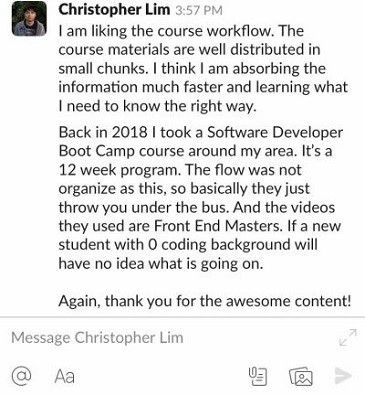 Christopher Lim 3:57 PM
I am liking the course workflow. The
course materials are well distributed in
small chunks. I think I am absorbing the
information much faster and learning what
I need to know the right way.
Back in 2018 I took a Software Developer
Boot Camp course around my area. It's a
12 week program. The flow was not
organize as this, so basically they just
throw you under the bus. And the videos
they used are Front End Masters. If a new
student with 0 coding background will
have no idea what is going on.
Again, thank you for the awesome content!
Message Christopher Lim
@ Aa